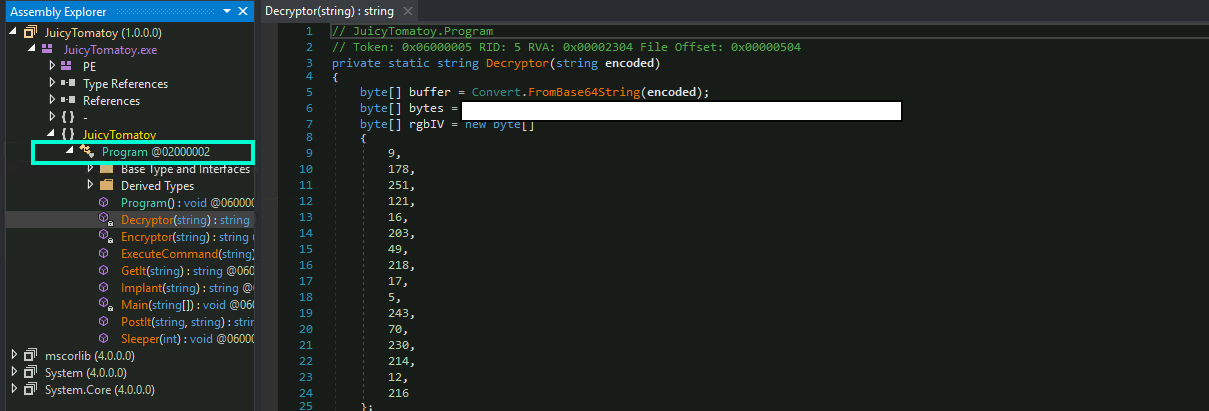 Assembly Explorer
JuicyTomatoy (1.0.0.0)
JuicyTomatoy.exe
PE
Type References
References
{ } -
{ } JuicyTomatoy
Program @02000002
Base Type and Interfaces
Derived Types
Program() : void @060000
Decryptor(string) : string
Encryptor(string) : string @
ExecuteCommand(string)
GetIt(string) : string @060
Implant(string) : string @0
Main(string[]) : void @060
PostIt(string, string) : strin
Sleeper(int) : void @0600
mscorlib (4.0.0.0)
System (4.0.0.0)
System.Core (4.0.0.0)
Decryptor(string) : string
1 // JuicyTomatoy.Program
2 // Token: 0x06000005 RID: 5 RVA: 0x00002304 File Offset: 0x00000504
3 private static string Decryptor(string encoded)
4 {
5 byte[] buffer = Convert.FromBase64String(encoded);
6 byte[] bytes =
7 byte[] rgbIV = new byte[]
8 {
9 9,
10 178,
11 251,
12 121,
13 16,
14 203,
15 49,
16 218,
17 17,
18 5,
19 243,
20 70,
21 230,
22 214,
23 12,
24 216
25 };